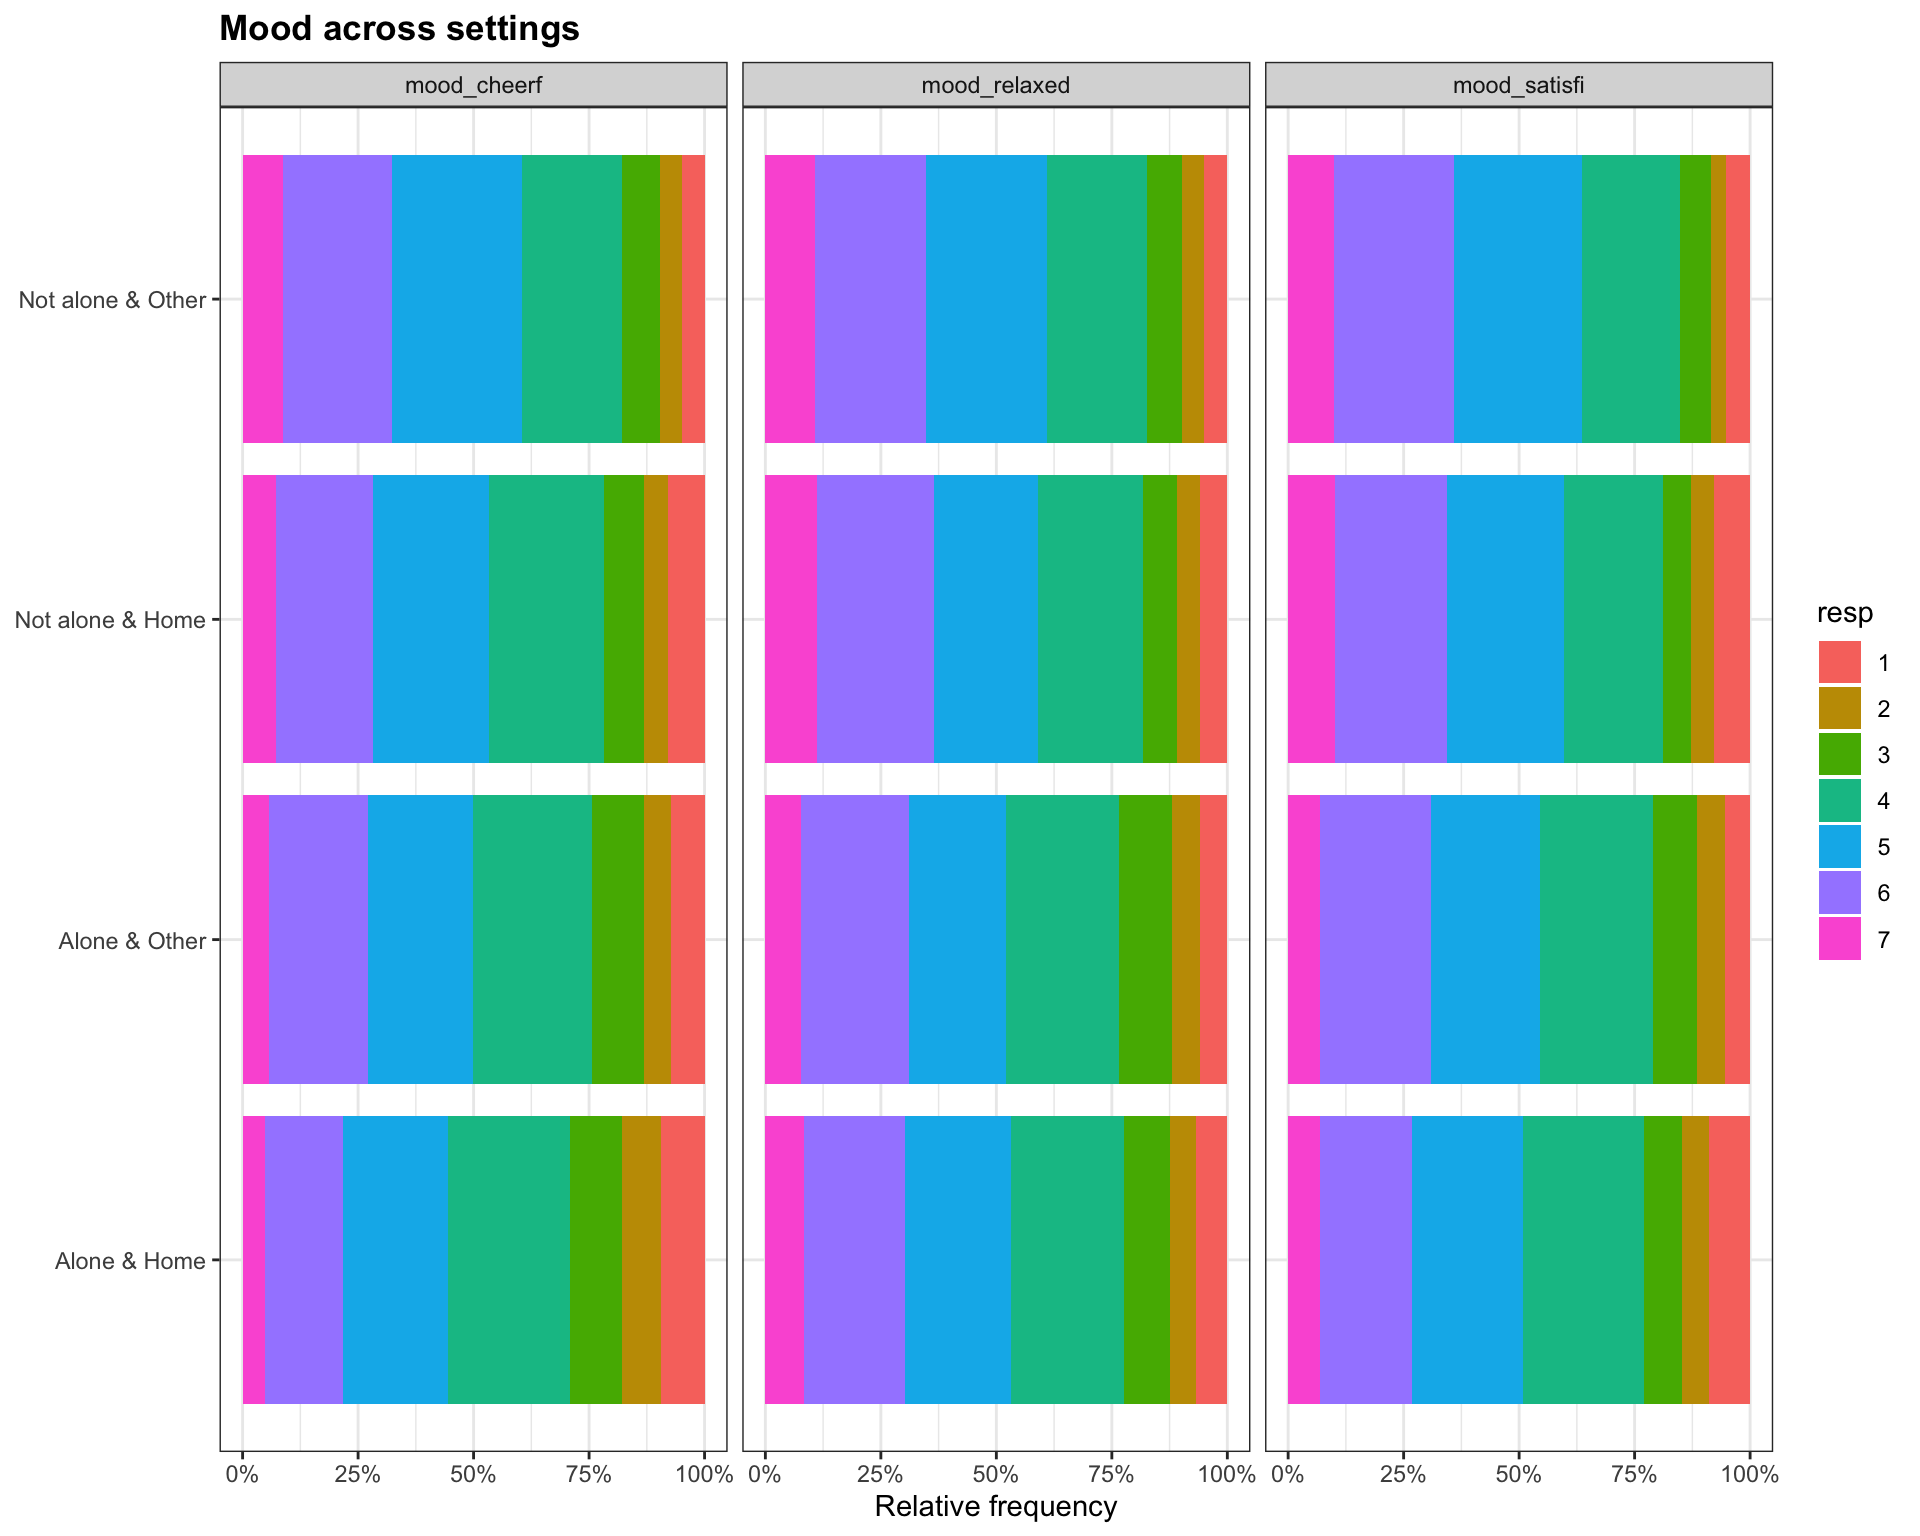 Mood across settings
mood_cheerf
mood_relaxed
mood_satisfi
Not alone & Other
Not alone & Home
Alone & Other
Alone & Home
0% 25% 50% 75% 100%
0% 25% 50% 75% 100%
0% 25% 50% 75% 100%
Relative frequency
resp
1
2
3
4
5
6
7